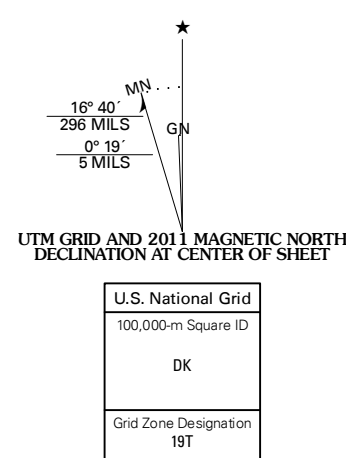 MN
16° 40´
296 MILS
GN
0° 19´
5 MILS
UTM GRID AND 2011 MAGNETIC NORTH
DECLINATION AT CENTER OF SHEET
U.S. National Grid
100,000-m Square ID
DK
Grid Zone Designation
19T